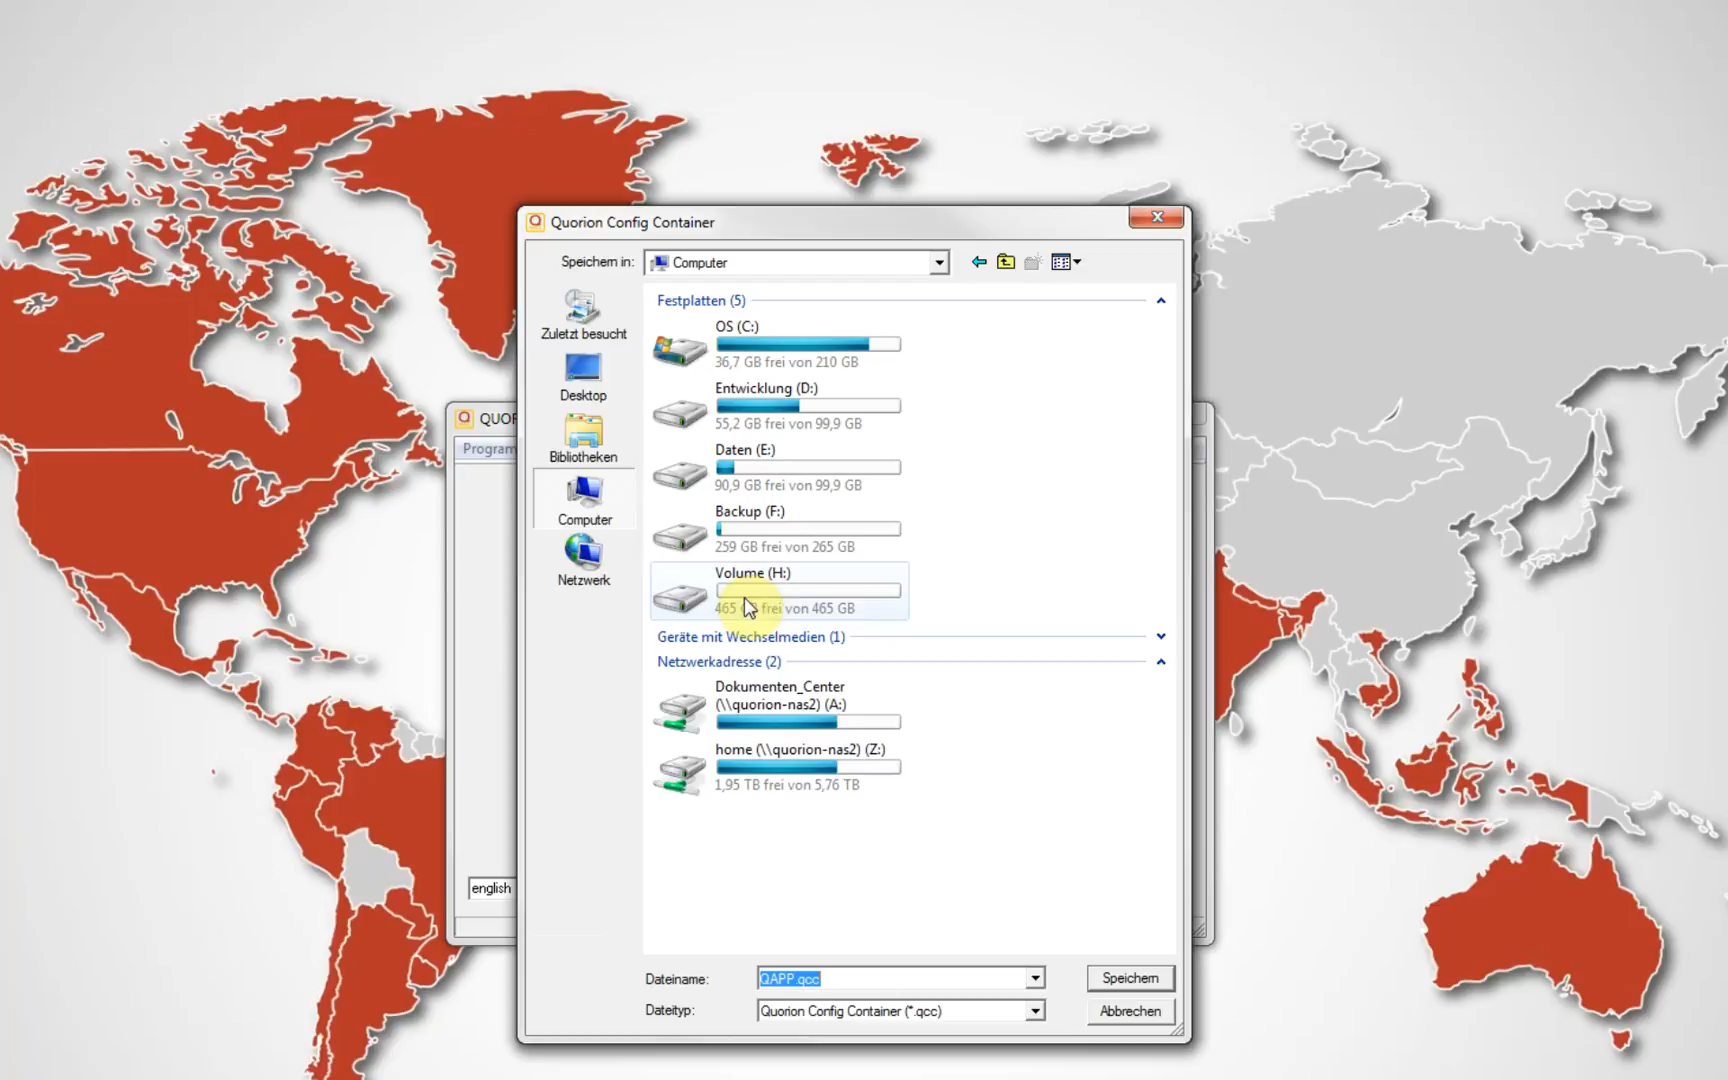 Quorion Config Container
Speichern in:
Computer
Zuletzt besucht
Desktop
Bibliotheken
Computer
Netzwerk
Festplatten (5)
OS (C:)
36,7 GB frei von 210 GB
Entwicklung (D:)
55,2 GB frei von 99,9 GB
Daten (E:)
90,9 GB frei von 99,9 GB
Backup (F:)
259 GB frei von 265 GB
Volume (H:)
465 GB frei von 465 GB
Geräte mit Wechselmedien (1)
Netzwerkadresse (2)
Dokumenten_Center
(\\quorion-nas2) (A:)
home (\\quorion-nas2) (Z:)
1,95 TB frei von 5,76 TB
Dateiname:
QAPP.qcc
Speichern
Dateityp:
Quorion Config Container (*.qcc)
Abbrechen
QUOR
Program
english